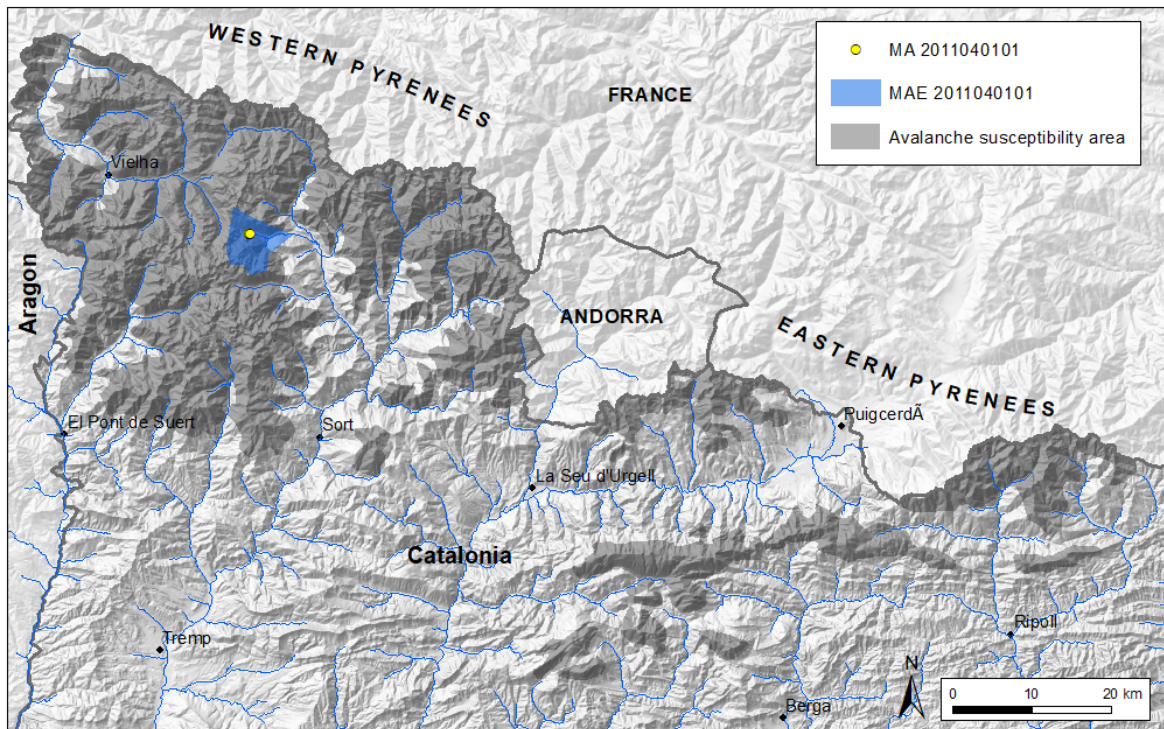 WESTERN PYRENEES
FRANCE
MA 2011040101
MAE 2011040101
Avalanche susceptibility area
Vielha
Aragon
ANDORRA
EASTERN PYRENEES
El Pont de Suert
Sort
PuigcerdÃ
La Seu d'Urgell
Catalonia
Tremp
Ripoll
Berga
N
0 10 20 km